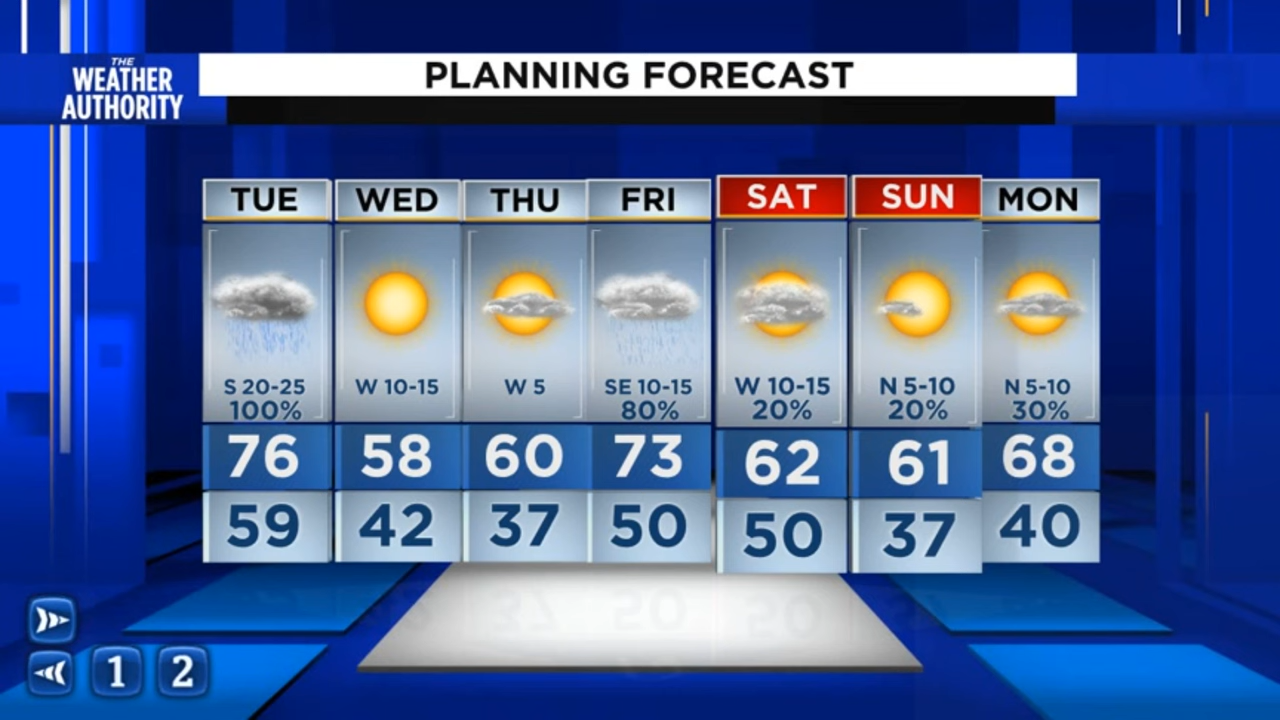 THE
WEATHER
AUTHORITY
PLANNING FORECAST
TUE WED THU FRI SAT SUN MON
S 20-25 W 10-15 W 5 SE 10-15 W 10-15 N 5-10 N 5-10
100% 80% 20% 20% 30%
76 58 60 73 62 61 68
59 42 37 50 50 37 40
1 2